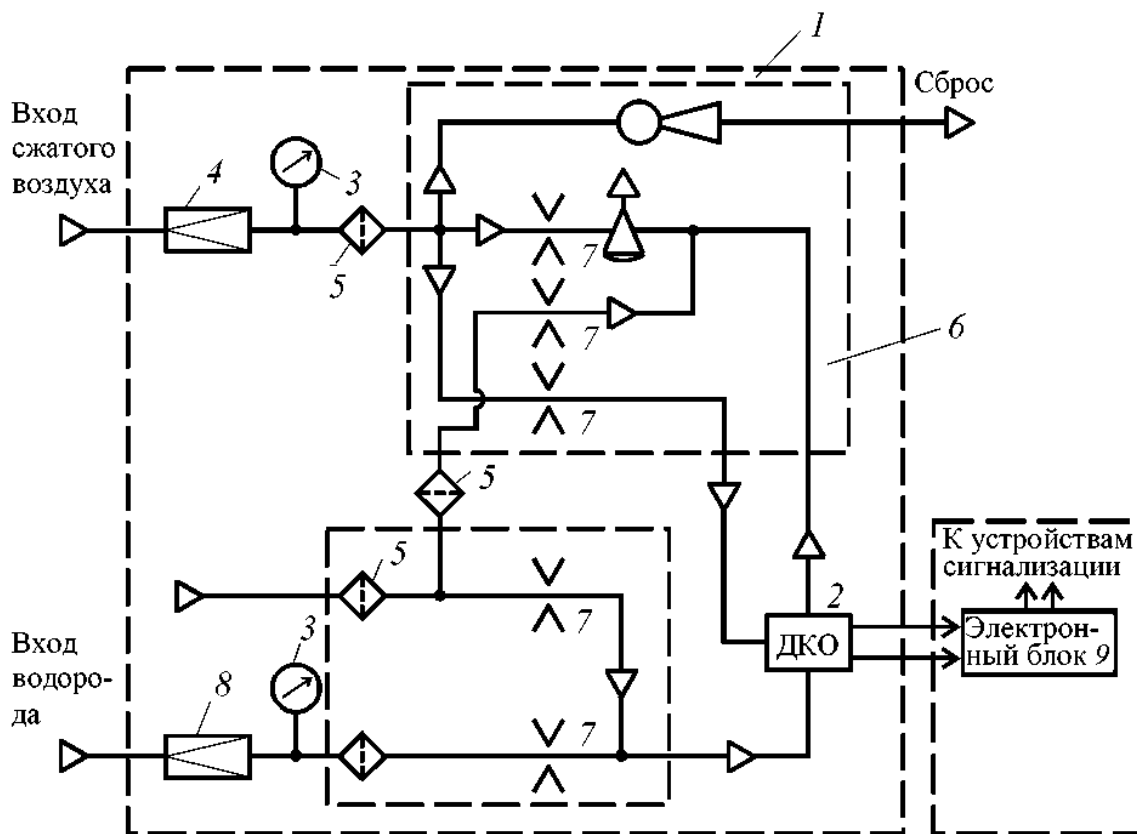 1
Сброс
Вход
сжатого
воздуха
4
3
5
7
7
6
7
5
К устройствам
сигнализации
5
2
3
7
ДКО
Электрон-
ный блок 9
Вход
водоро-
да
8
7